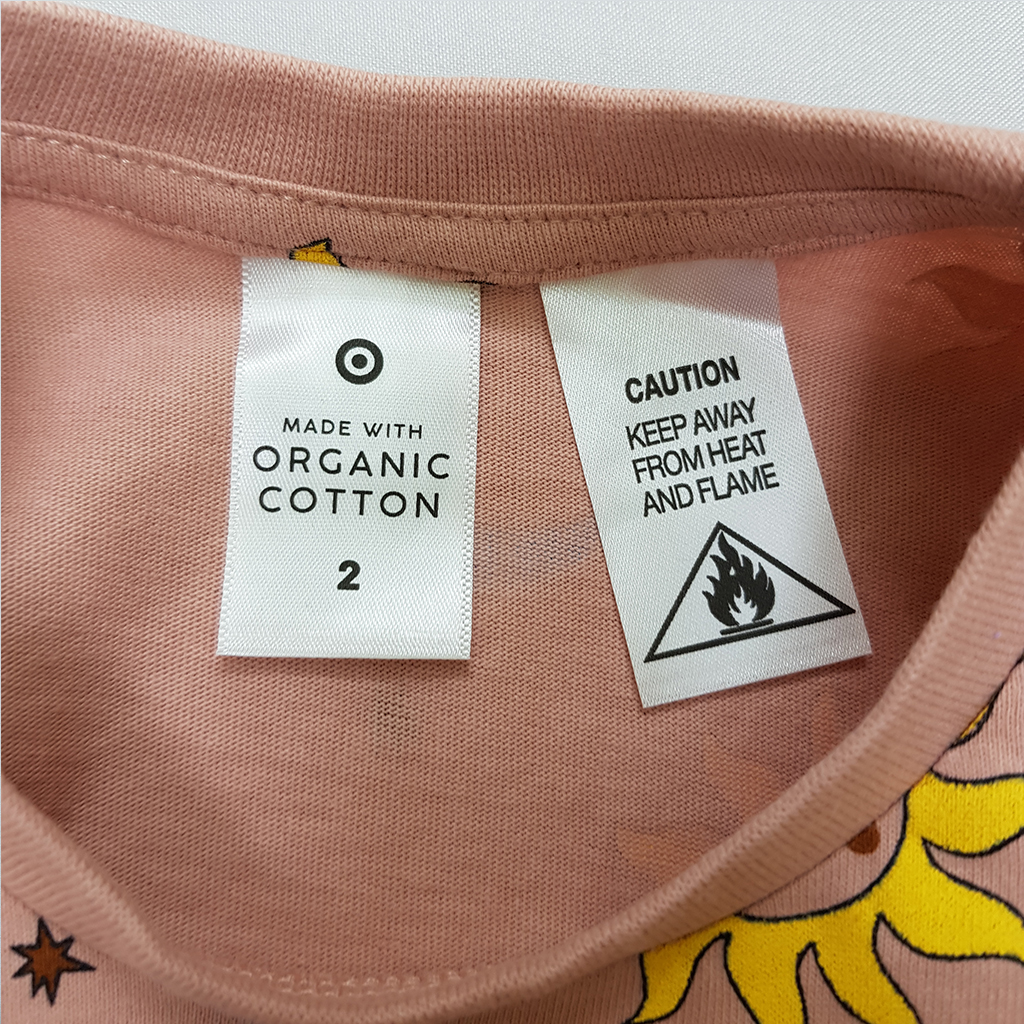 MADE WITH
ORGANIC
COTTON
2
CAUTION
KEEP AWAY
FROM HEAT
AND FLAME